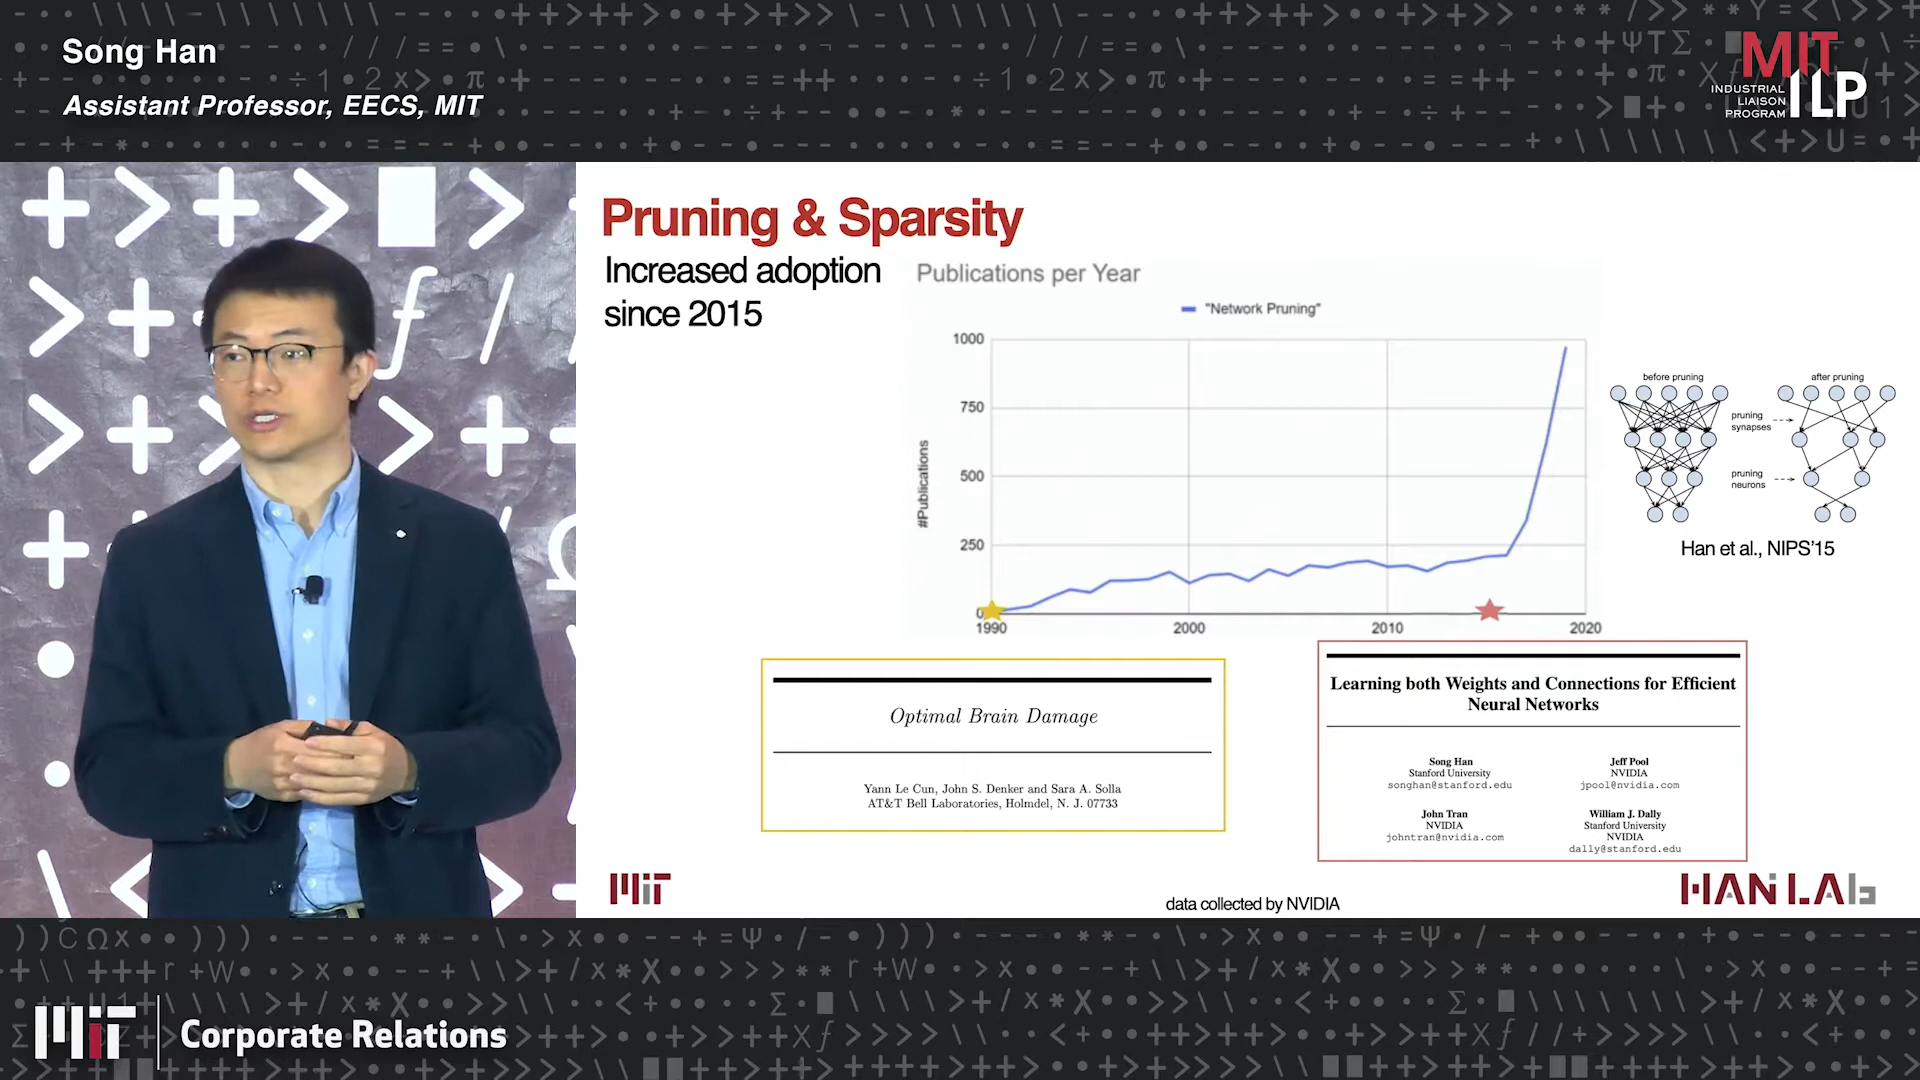 Song Han
Assistant Professor, EECS, MIT
MIT
ILP
INDUSTRIAL
LIAISON
PROGRAM
Pruning & Sparsity
Increased adoption
since 2015
Publications per Year
"Network Pruning"
#Publications
1000
750
500
250
0
1990
2000
2010
2020
before pruning
after pruning
pruning
synapses
pruning
neurons
Han et al., NIPS'15
Optimal Brain Damage
Yann Le Cun, John S. Denker and Sara A. Solla
AT&T Bell Laboratories, Holmdel, N. J. 07733
Learning both Weights and Connections for Efficient
Neural Networks
Song Han
Stanford University
songhan@stanford.edu
Jeff Pool
NVIDIA
jpool@nvidia.com
John Tran
NVIDIA
johntran@nvidia.com
William J. Dally
Stanford University
NVIDIA
dally@stanford.edu
MIT
data collected by NVIDIA
HAN LAb
MIT
Corporate Relations